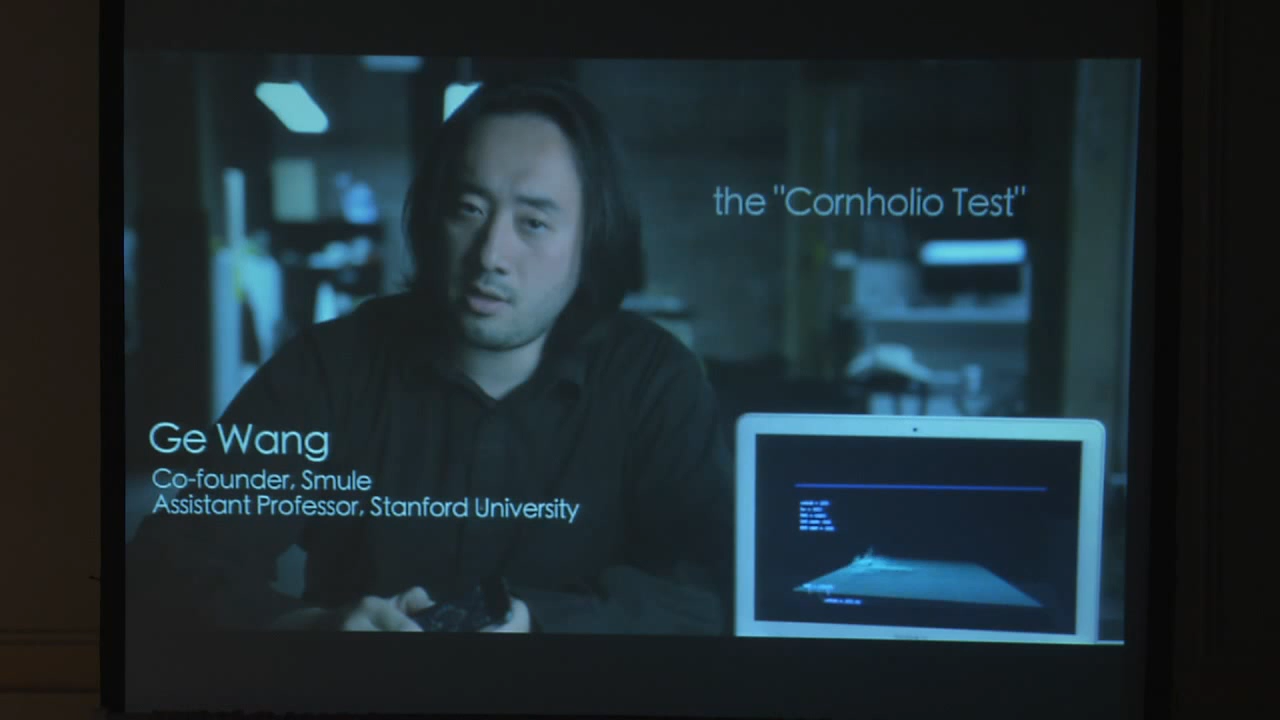 the "Cornholio Test"
Ge Wang
Co-founder, Smule
Assistant Professor, Stanford University